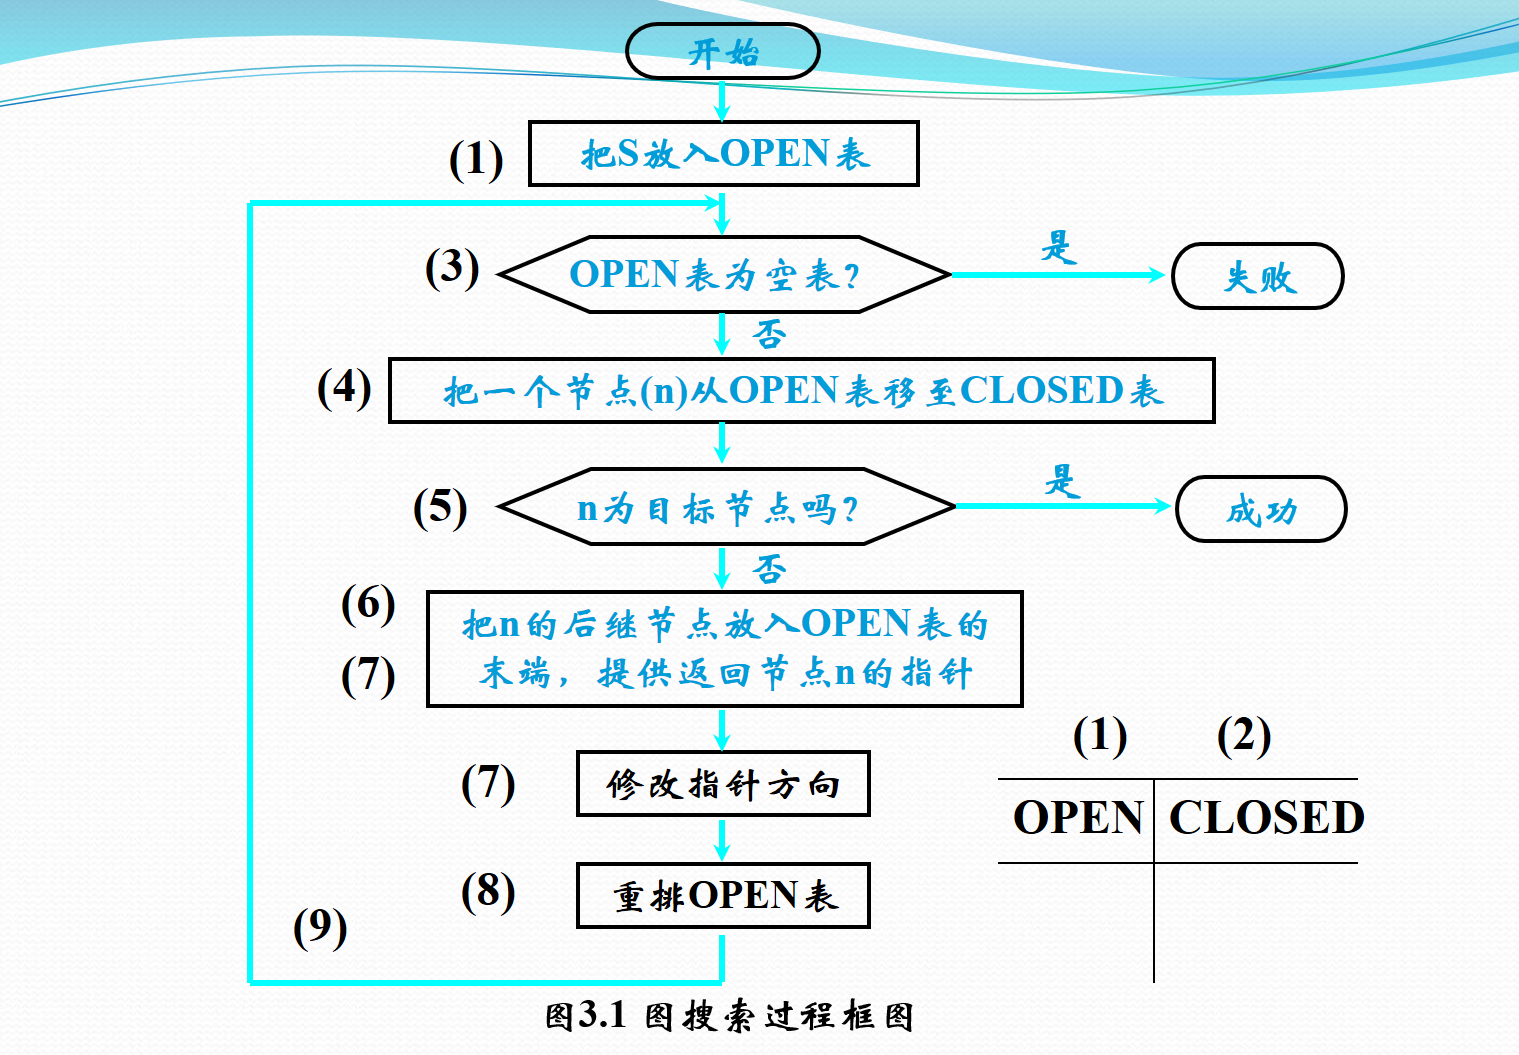 开始
(1)
把S放入OPEN表
(3)
OPEN表为空表?
是
失败
否
(4)
把一个节点(n)从OPEN表移至CLOSED表
(5)
n为目标节点吗?
是
成功
否
(6)
把n的后继节点放入OPEN表的
(7)
末端，提供返回节点n的指针
(1)
(2)
(7)
修改指针方向
OPEN
CLOSED
(8)
重排OPEN表
(9)
图3.1 图搜索过程框图